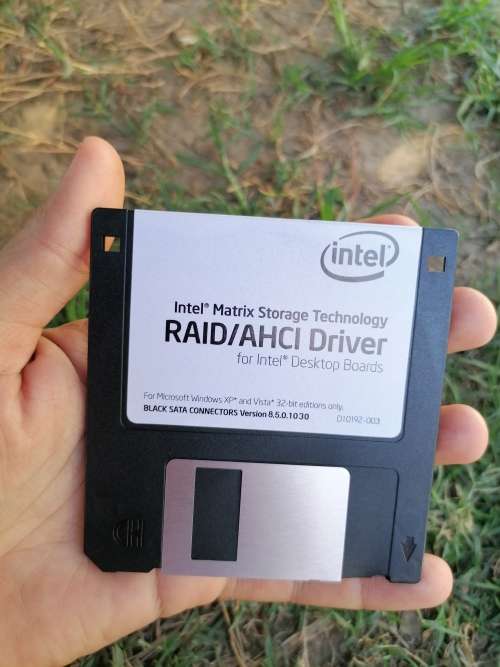 intel
Intel® Matrix Storage Technology
RAID/AHCI Driver
for Intel® Desktop Boards
For Microsoft Windows XP* and Vista* 32-bit editions only.
BLACK SATA CONNECTORS Version 8.5.0.1030 D10192-003
HD